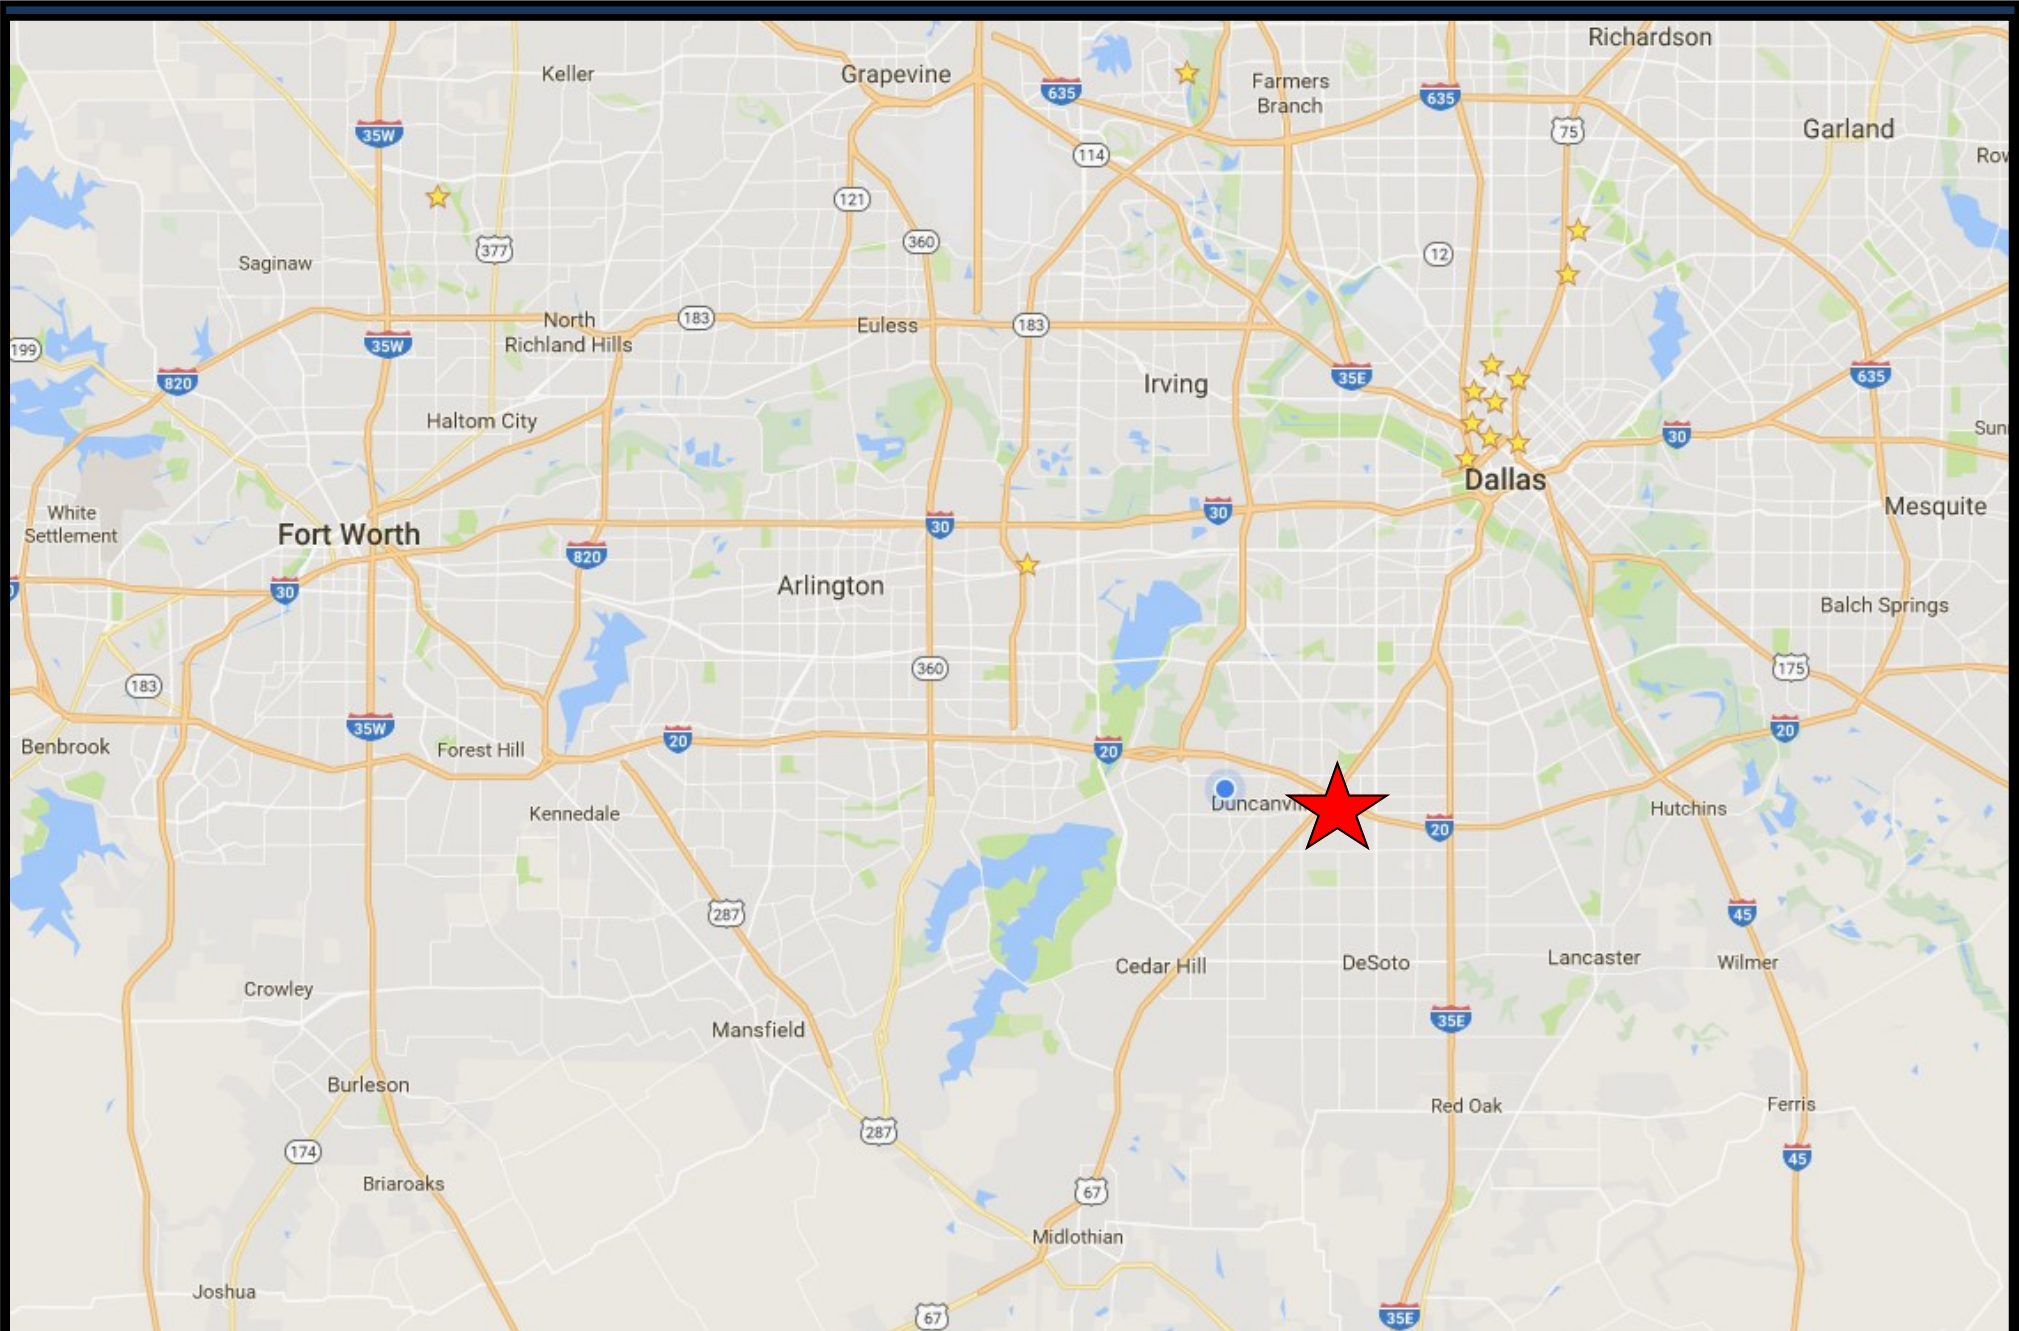 Richardson
Keller
Grapevine
Farmers
Branch
635
635
35W
75
Garland
114
Row
121
377
360
12
Saginaw
183
North
Richland Hills
Euless
183
199
35W
820
Irving
35E
635
Haltom City
30
Sun
Dallas
White
Settlement
Fort Worth
30
30
Mesquite
820
30
Arlington
Balch Springs
360
175
183
35W
20
20
20
Benbrook
Forest Hill
Duncanvi
Kennedale
20
Hutchins
287
45
Cedar Hill
DeSoto
Lancaster
Wilmer
Crowley
Mansfield
35E
Burleson
Red Oak
Ferris
287
174
45
Briaroaks
67
Midlothian
Joshua
67
35E